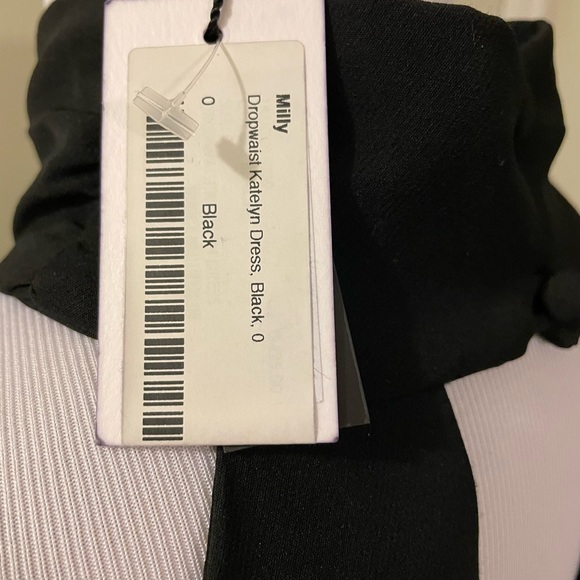 Milly
Dropwaist Katelyn Dress, Black, 0
0
Black